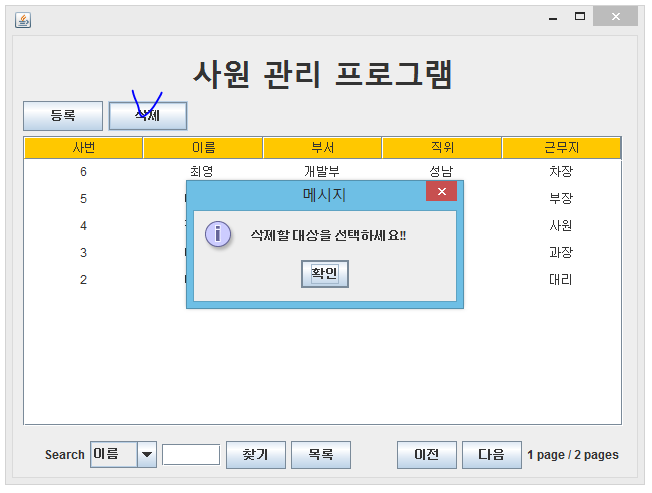 사원 관리 프로그램
등록 삭제
사번 이름 부서 직위 근무지
6 최영 개발부 성남 차장
메시지
5 부장
삭제할 대상을 선택하세요!!
4 사원
3 과장
확인
2 대리
Search 이름 찾기 목록 이전 다음 1 page / 2 pages